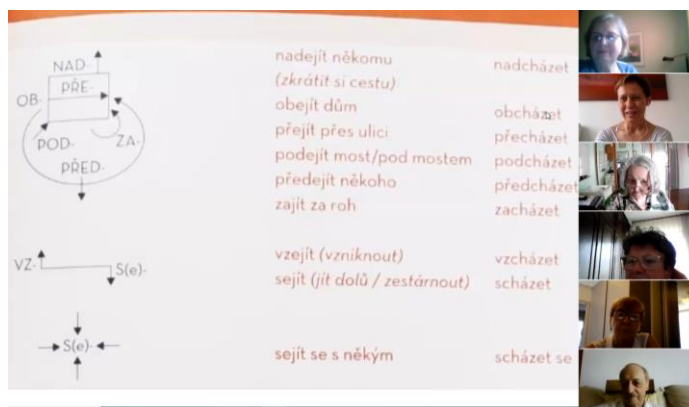 NAD-
PŘE-
OB-
POD-
ZA-
PŘED-
nadejít někomu nadcházet
(zkrátit si cestu)
obejít dům obcházet
přejít přes ulici přecházet
podejít most/pod mostem podcházet
předejít někoho předcházet
zajít za roh zacházet
VZ-
S(e)-
vzejít (vzniknout) vzcházet
sejít (jít dolů / zestárnout) scházet
S(e)-
sejít se s někým scházet se